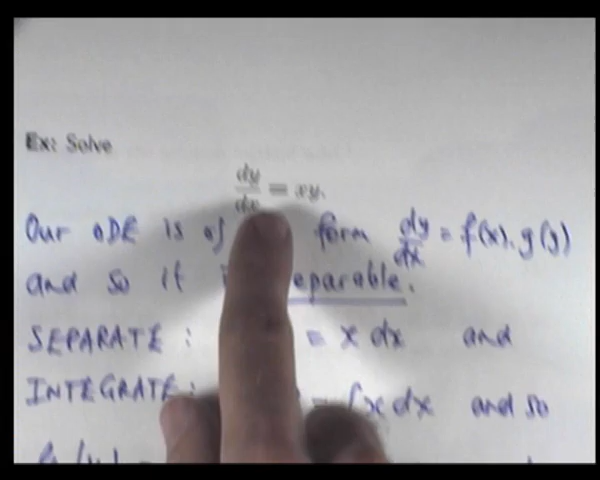 Ex: Solve
dy/dx = xy.
Our ODE is of form dy/dx = f(x).g(y)
and so it eparable.
SEPARATE : = x dx and
INTEGRATE: = ∫x dx and so